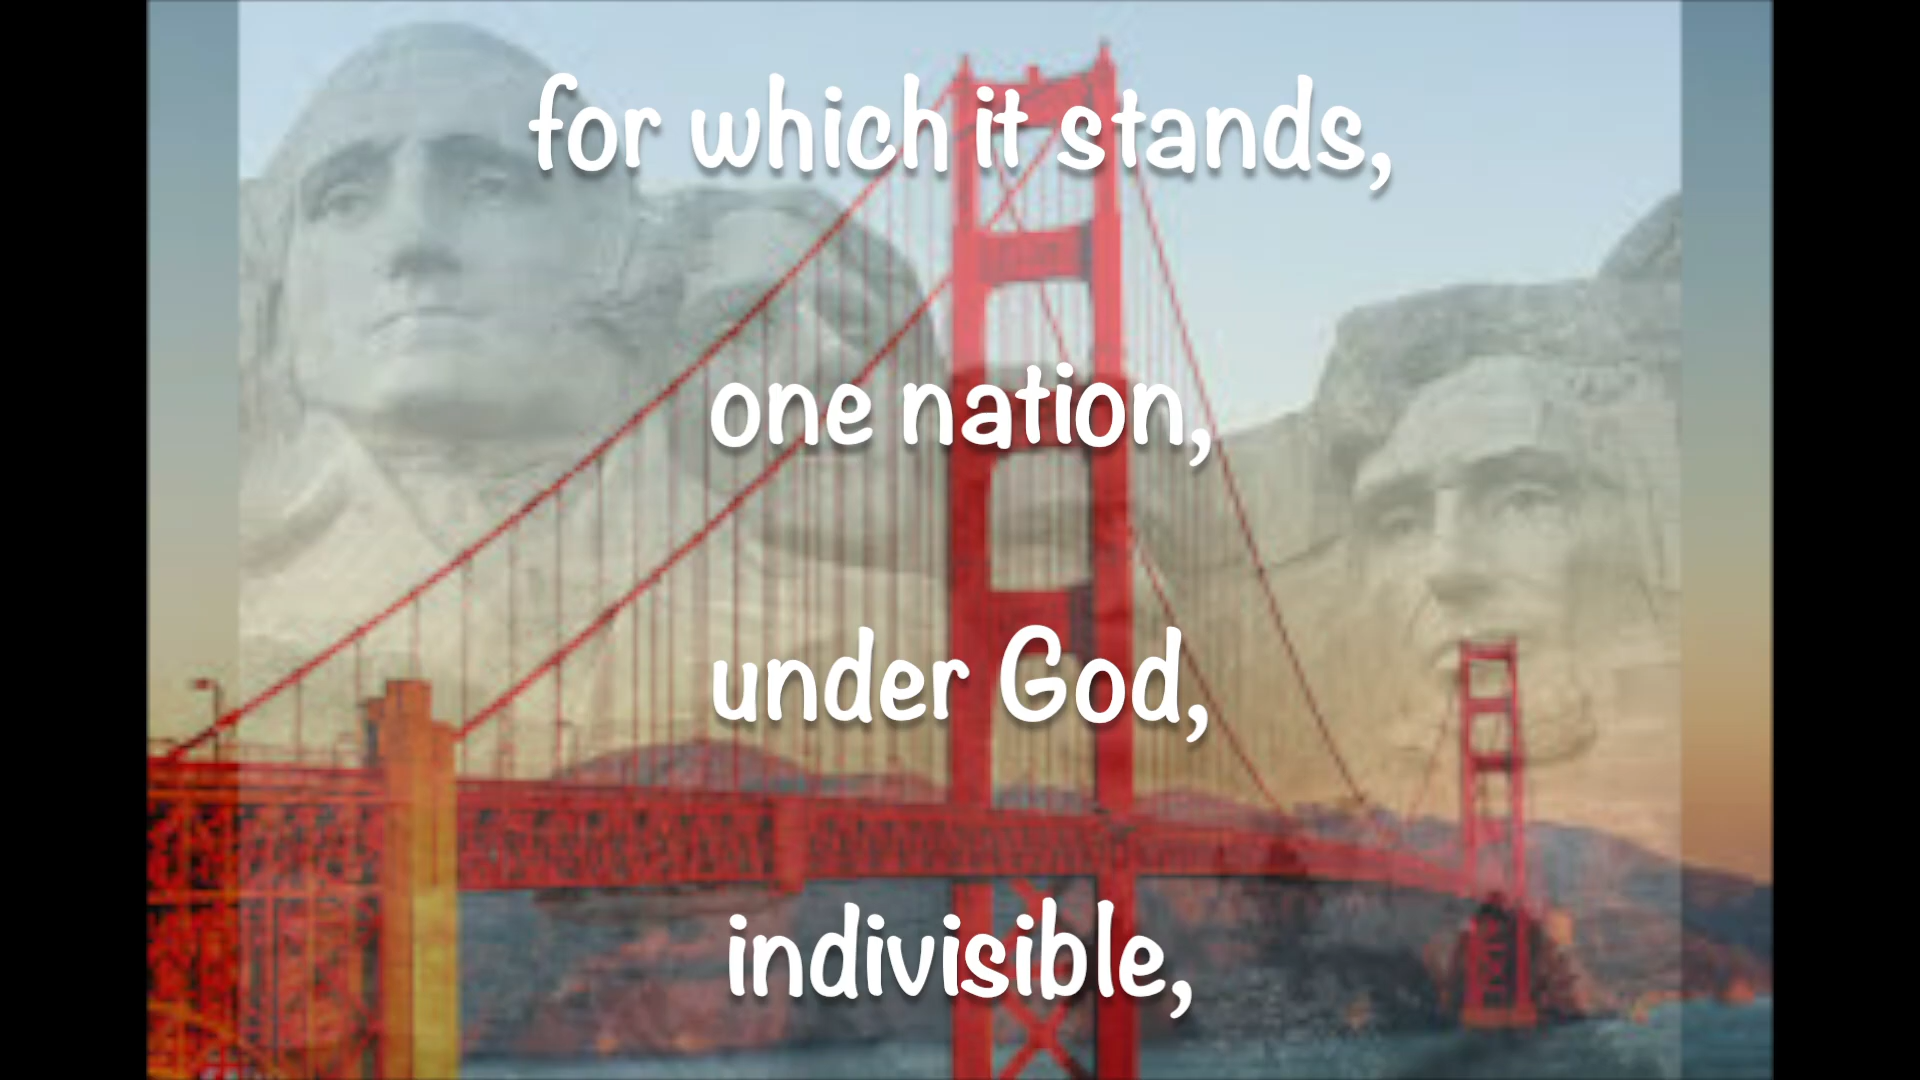 for which it stands,
one nation,
under God,
indivisible,